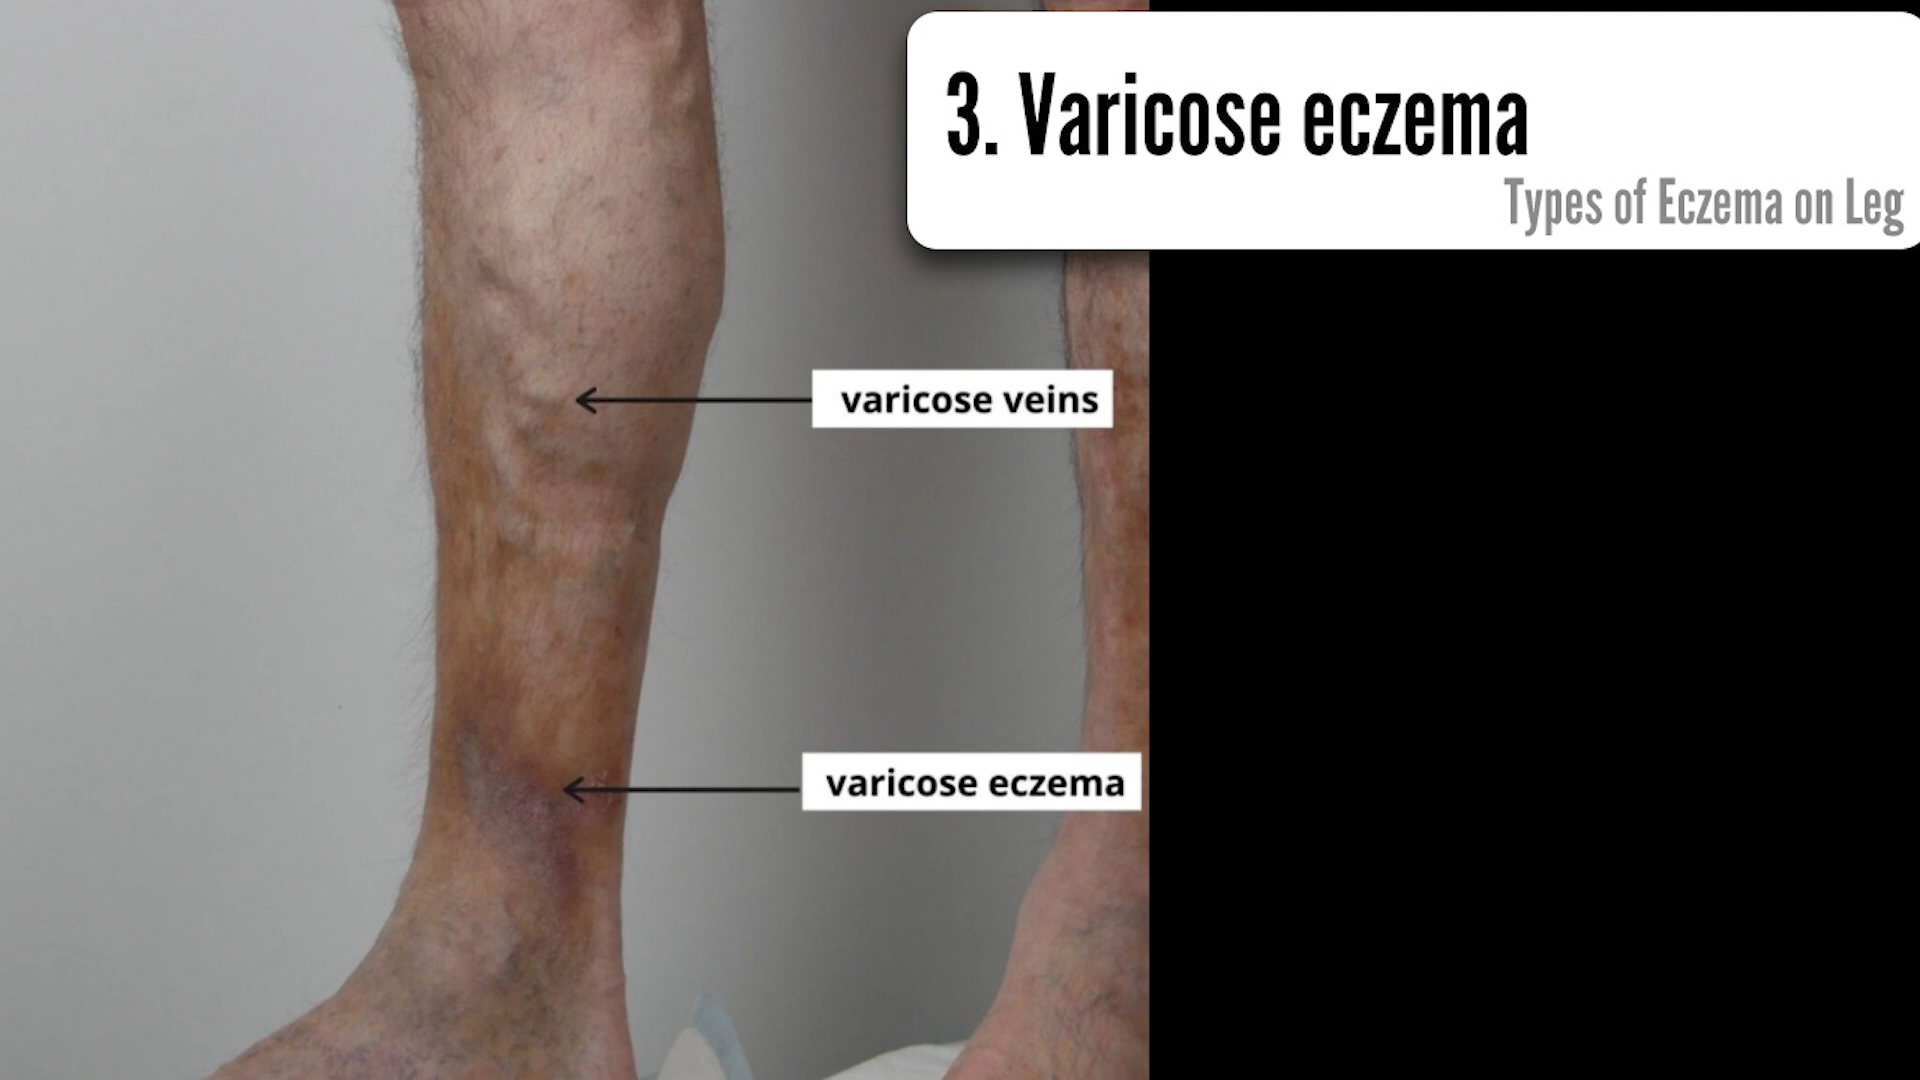 3. Varicose eczema
Types of Eczema on Leg
varicose veins
varicose eczema